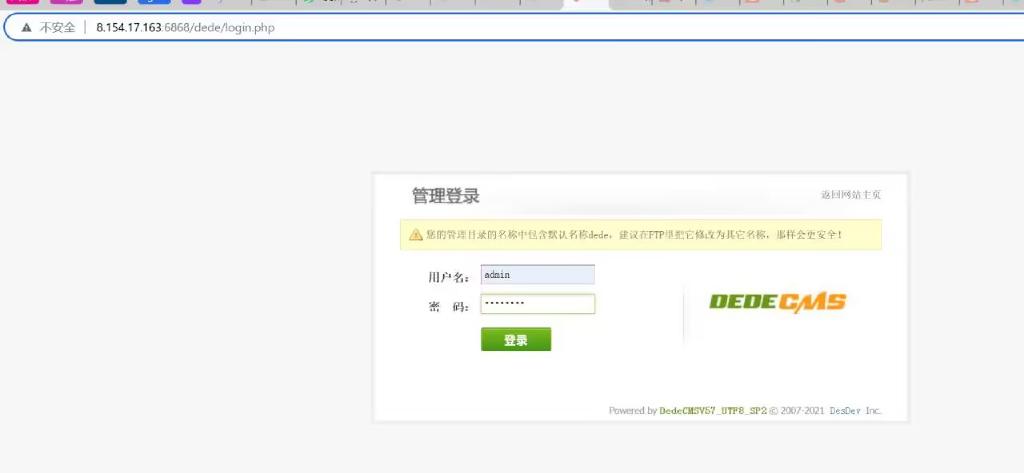 不安全 | 8.154.17.163:6868/dede/login.php
管理登录
返回网站主页
您的管理目录的名称中包含默认名称dede，建议在FTP里把它修改为其它名称，那样会更安全！
用户名： admin
密 码： ••••••••
登录
DEDECMS
Powered by DedeCMSV57_UTF8_SP2 © 2007-2021 DesDev Inc.